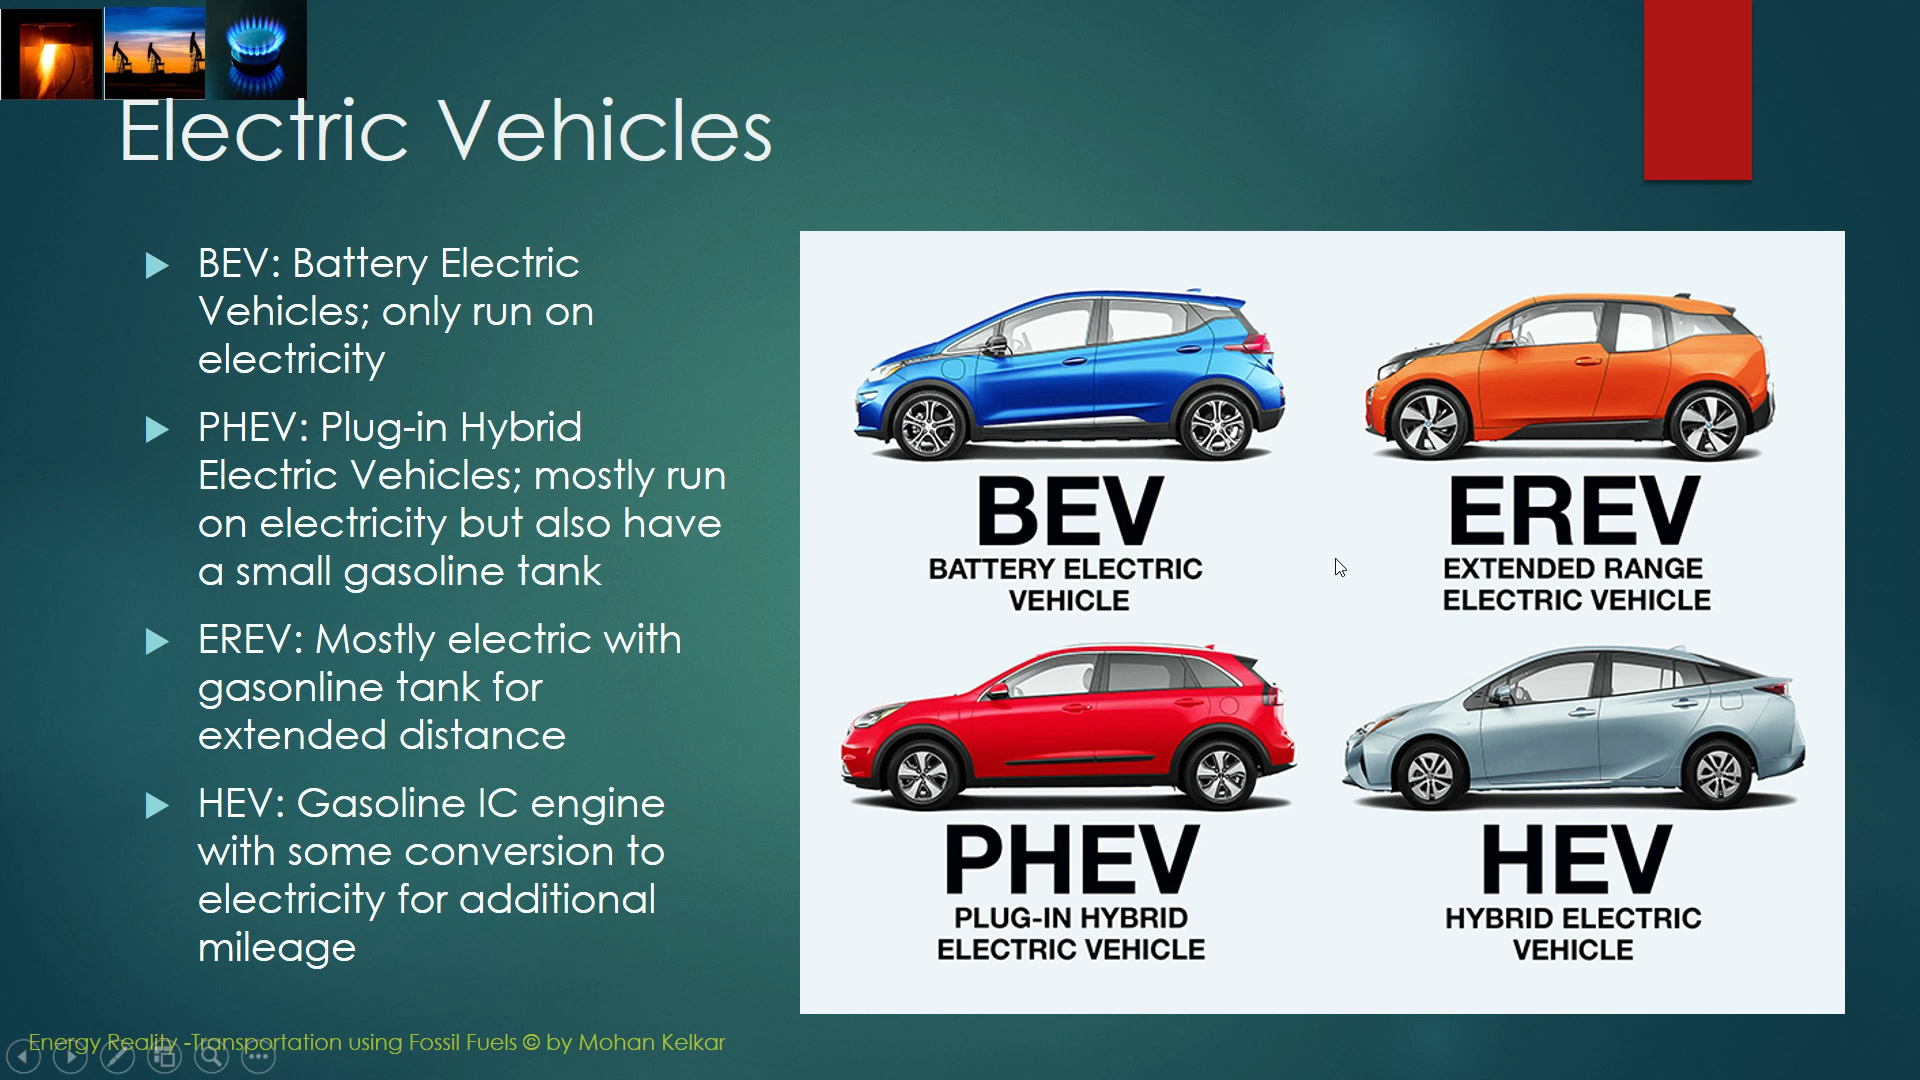 Electric Vehicles
BEV: Battery Electric
Vehicles; only run on
electricity
PHEV: Plug-in Hybrid
Electric Vehicles; mostly run
on electricity but also have
a small gasoline tank
EREV: Mostly electric with
gasonline tank for
extended distance
HEV: Gasoline IC engine
with some conversion to
electricity for additional
mileage
BEV
BATTERY ELECTRIC
VEHICLE
EREV
EXTENDED RANGE
ELECTRIC VEHICLE
PHEV
PLUG-IN HYBRID
ELECTRIC VEHICLE
HEV
HYBRID ELECTRIC
VEHICLE
Energy Reality -Transportation using Fossil Fuels © by Mohan Kelkar